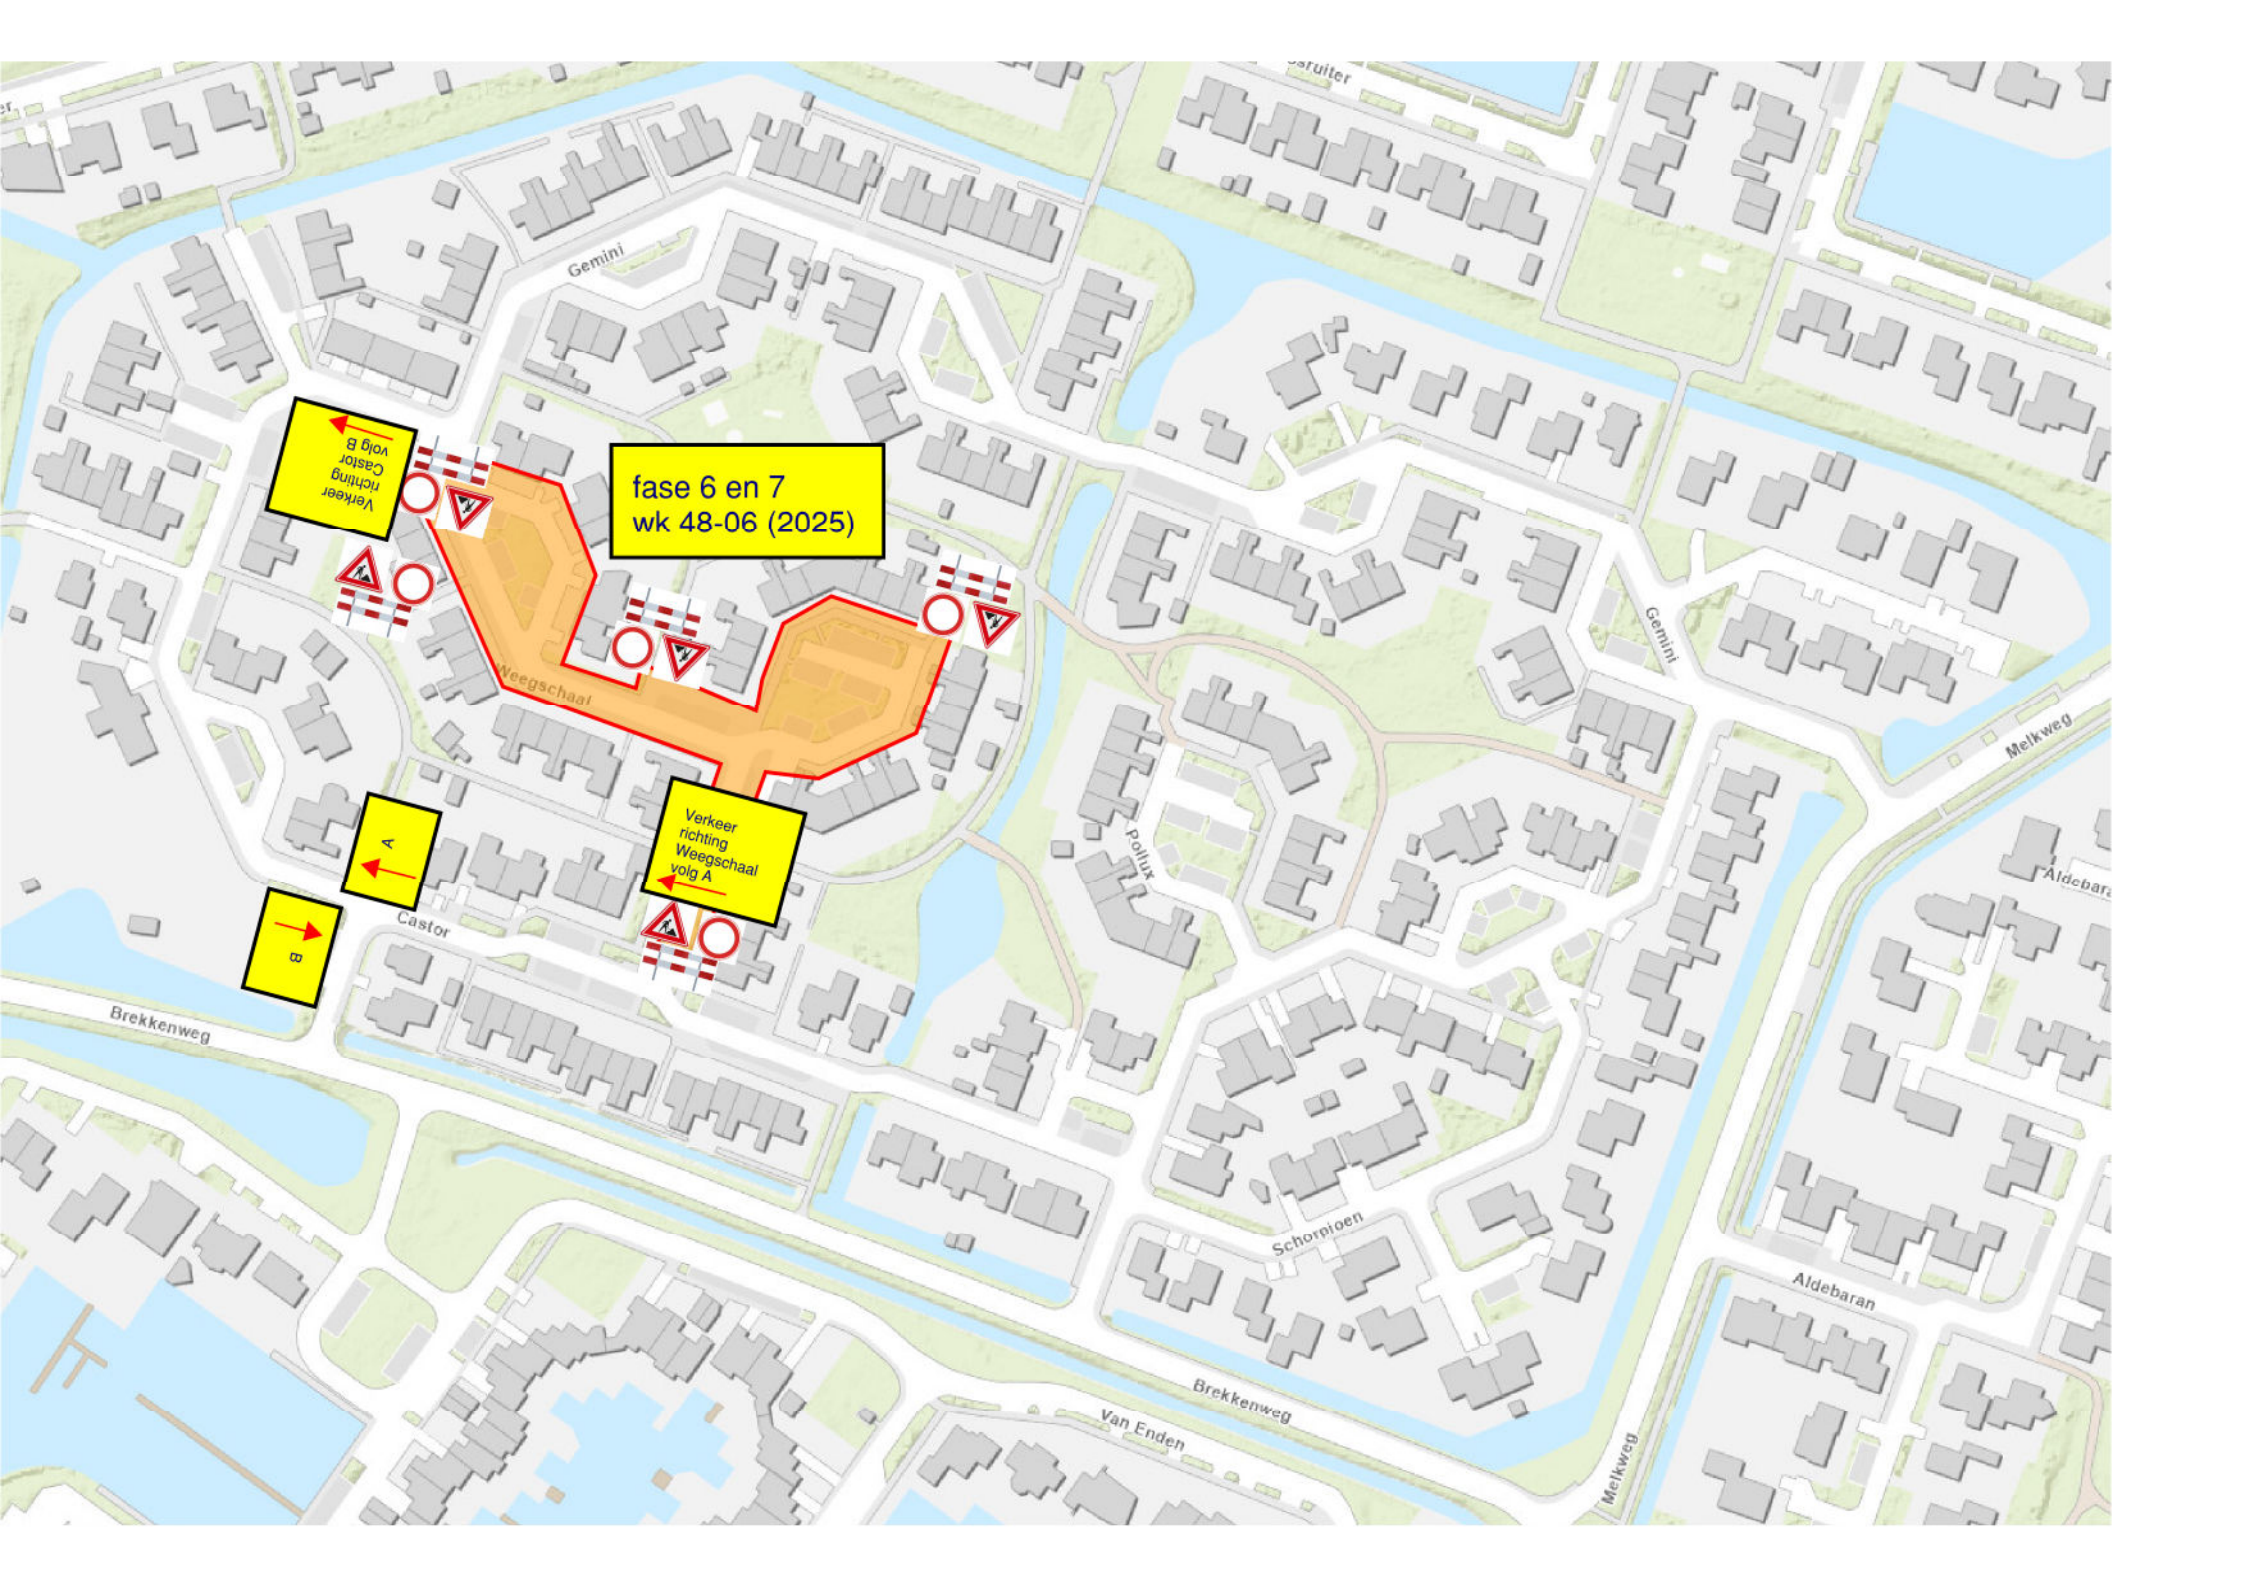 Gemini
Verkeer
richting
Castor
volg B
fase 6 en 7
wk 48-06 (2025)
Gemini
Weegschaal
Melkweg
Verkeer
richting
Weegschaal
volg A
A
Pollux
Castor
B
Brekkenweg
Schorpioen
Aldebaran
Brekkenweg
Van Enden
Melkweg